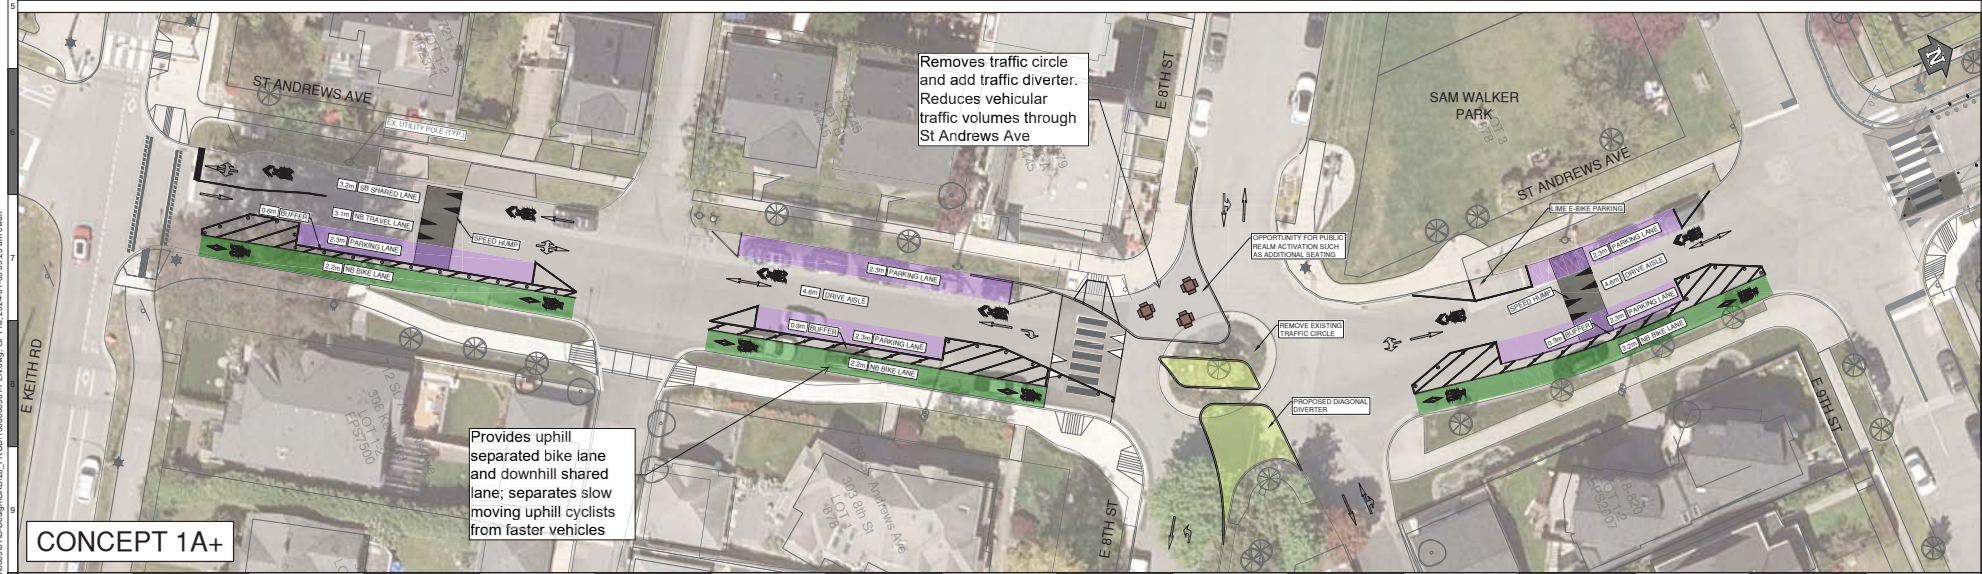 5
6
7
8
9
ST ANDREWS AVE
EX. UTILITY POLE (TYP.)
3.2m SB SHARED LANE
3.1m NB TRAVEL LANE
0.6m BUFFER
2.3m PARKING LANE
2.2m NB BIKE LANE
SPEED HUMP
E KEITH RD
Removes traffic circle
and add traffic diverter.
Reduces vehicular
traffic volumes through
St Andrews Ave
E 8TH ST
2.3m PARKING LANE
4.6m DRIVE AISLE
0.9m BUFFER
2.3m PARKING LANE
2.2m NB BIKE LANE
OPPORTUNITY FOR PUBLIC
REALM ACTIVATION SUCH
AS ADDITIONAL SEATING
REMOVE EXISTING
TRAFFIC CIRCLE
PROPOSED DIAGONAL
DIVERTER
Provides uphill
separated bike lane
and downhill shared
lane; separates slow
moving uphill cyclists
from faster vehicles
E 8TH ST
SAM WALKER
PARK
ST ANDREWS AVE
LIME E-BIKE PARKING
2.3m PARKING LANE
4.6m DRIVE AISLE
SPEED HUMP
2.3m PARKING LANE
0.9m BUFFER
2.2m NB BIKE LANE
E 9TH ST
N
CONCEPT 1A+